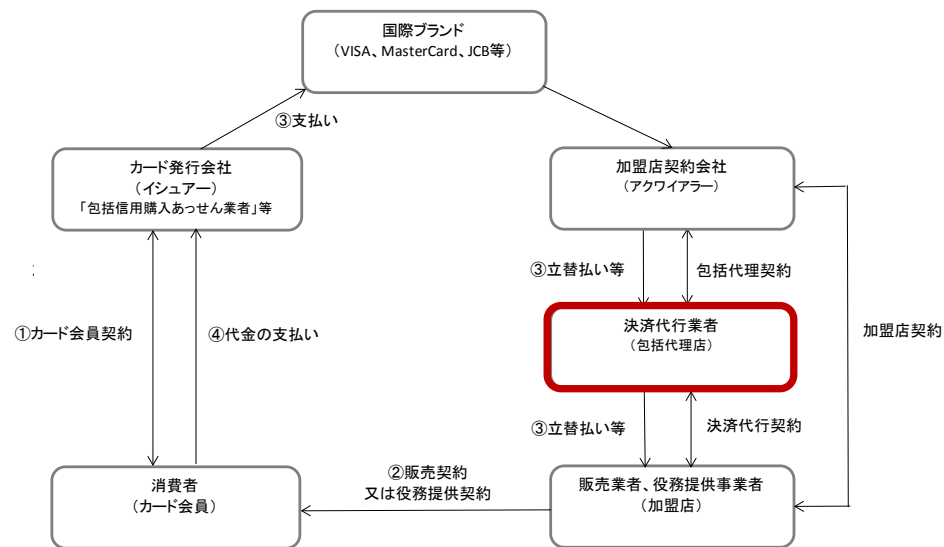 国際ブランド
（VISA、MasterCard、JCB等）
③支払い
カード発行会社
（イシュアー）
「包括信用購入あっせん業者」等
加盟店契約会社
（アクワイアラー）
③立替払い等
包括代理契約
①カード会員契約
④代金の支払い
決済代行業者
（包括代理店）
加盟店契約
③立替払い等
決済代行契約
②販売契約
又は役務提供契約
消費者
（カード会員）
販売業者、役務提供事業者
（加盟店）